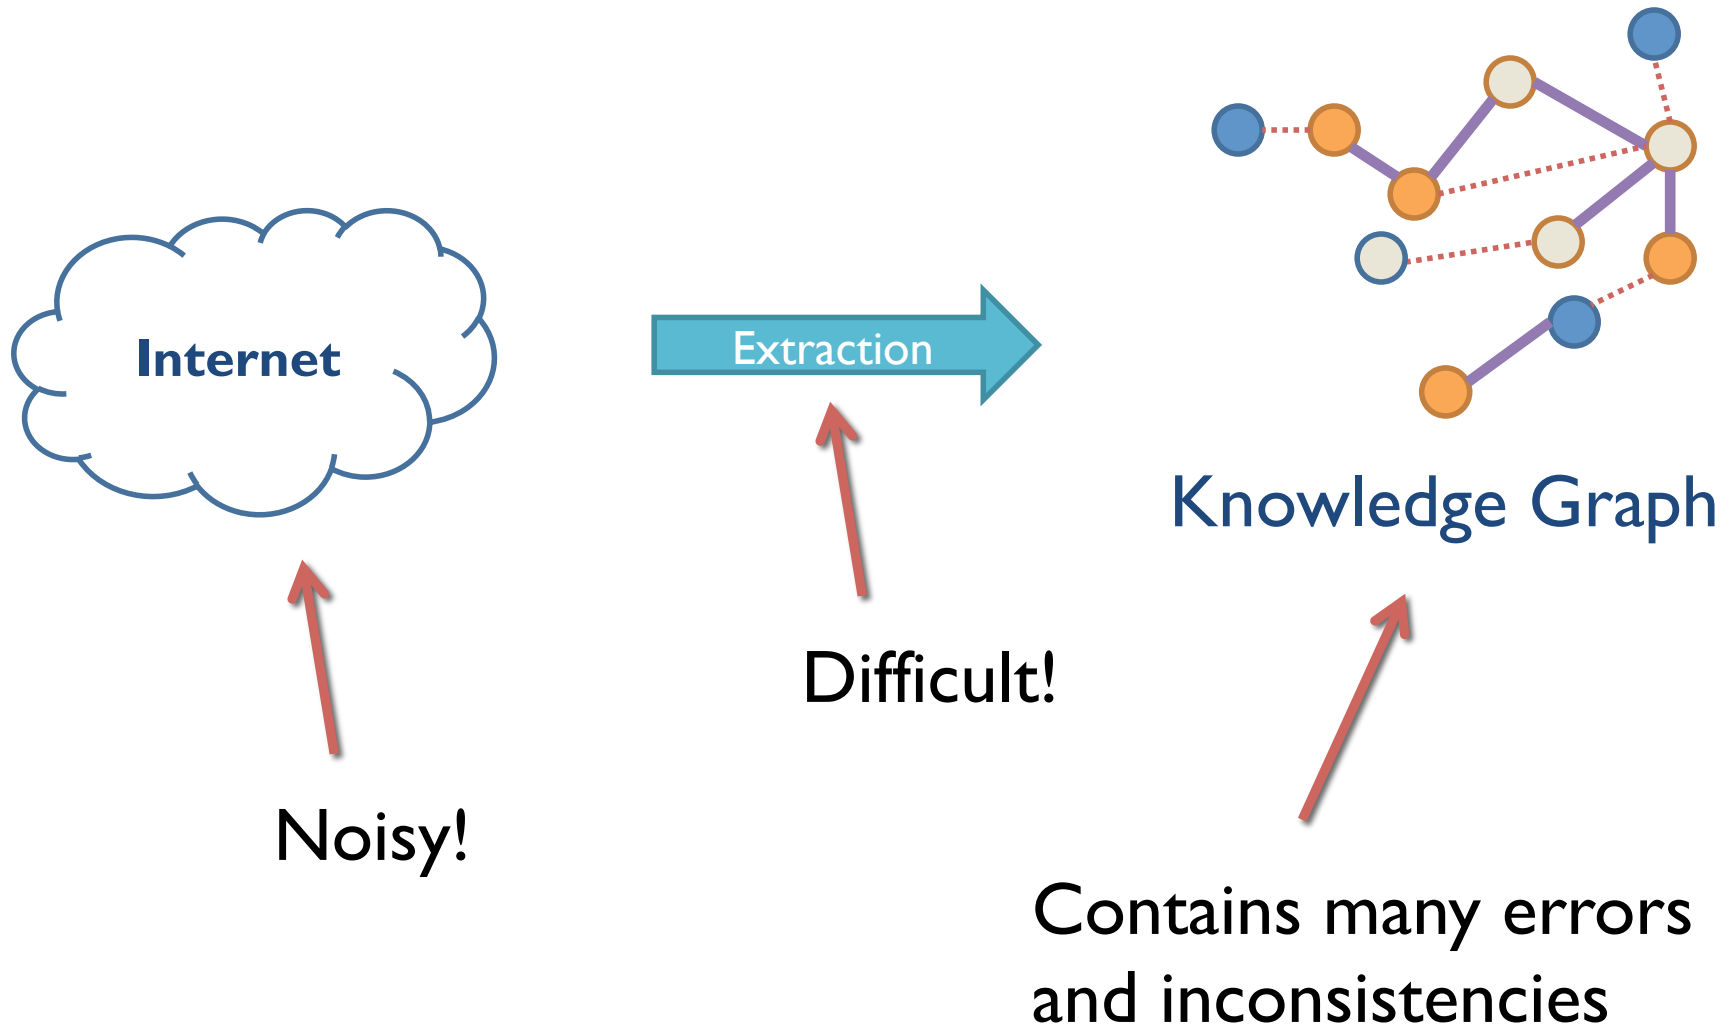 Internet
Extraction
Knowledge Graph
Difficult!
Noisy!
Contains many errors
and inconsistencies